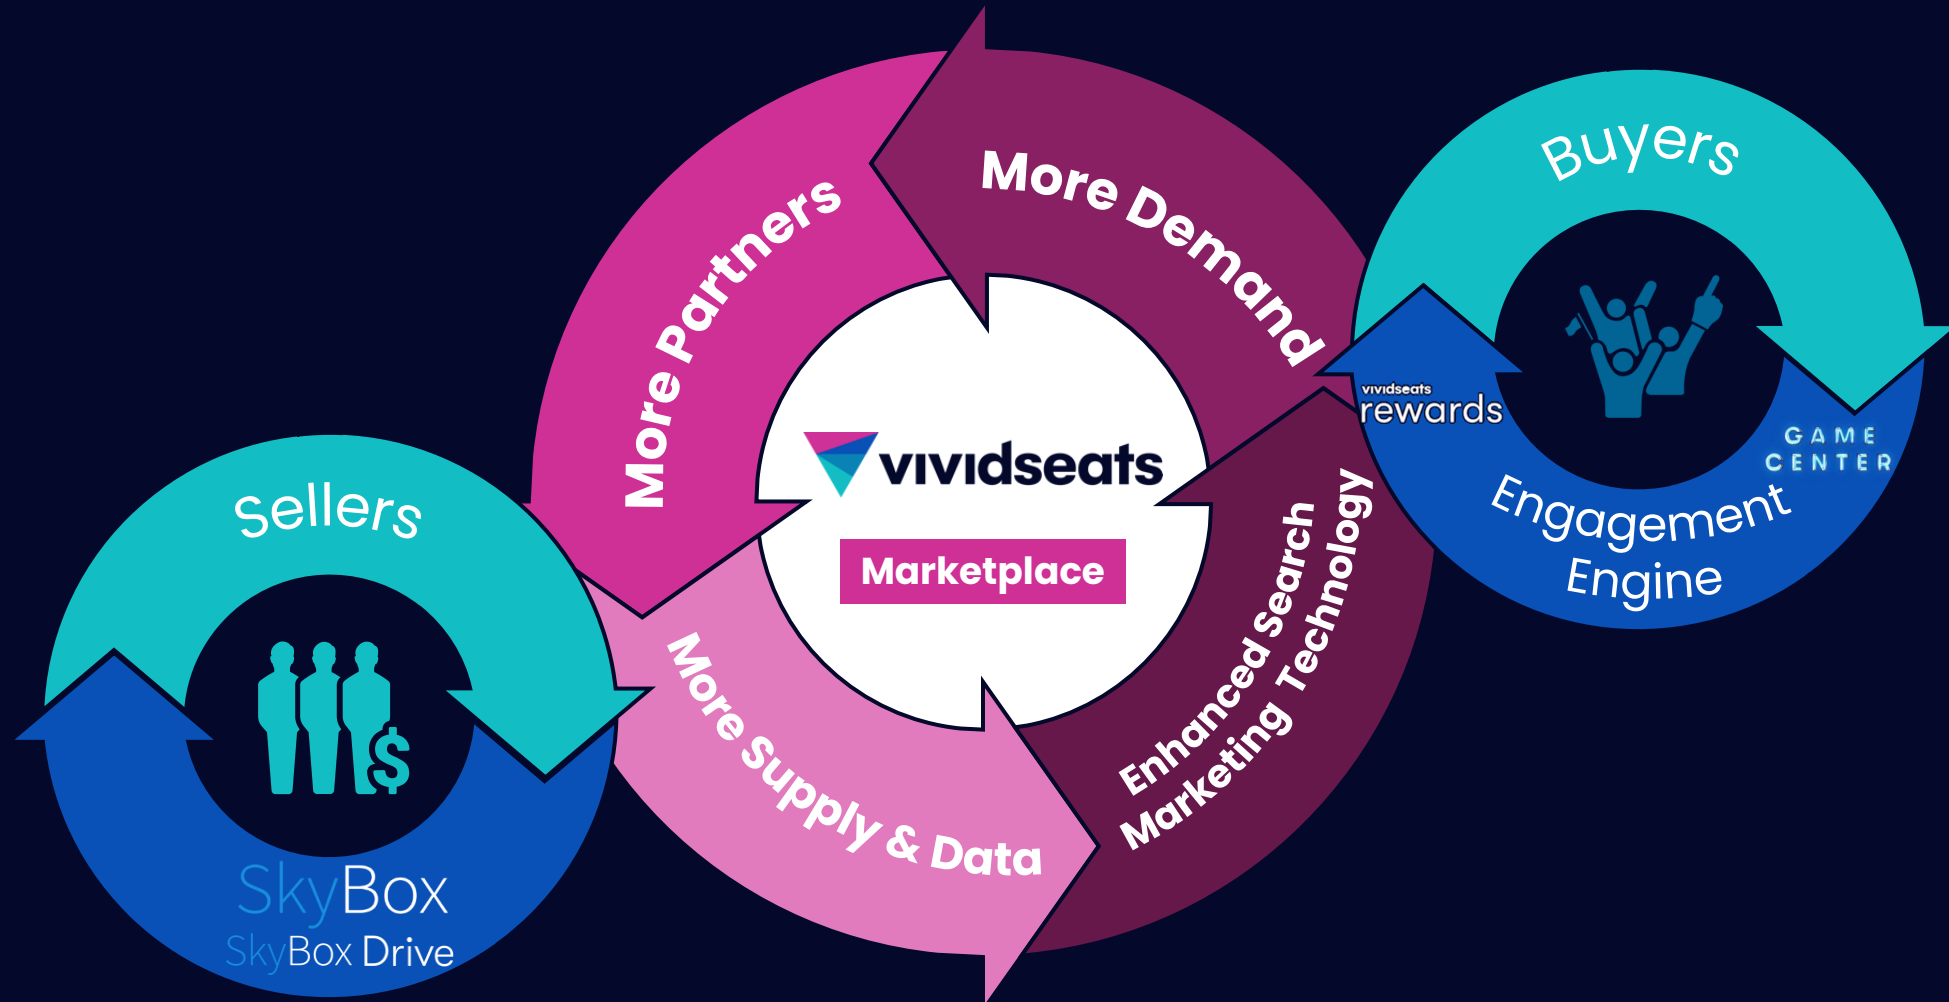 More Partners
More Demand
Buyers
vividseats
rewards
GAME
CENTER
Engagement
Engine
vividseats
Marketplace
Sellers
More Supply & Data
Enhanced Search
Marketing Technology
SkyBox
SkyBox Drive